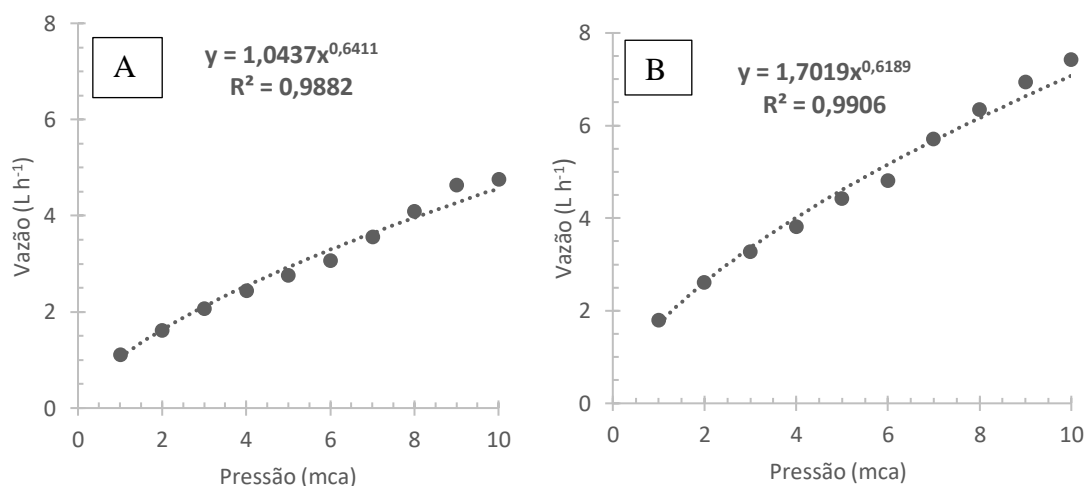 A
y = 1,0437x^0,6411
R² = 0,9882
Vazão (L h⁻¹)
8
6
4
2
0
0 2 4 6 8 10
Pressão (mca)
B
y = 1,7019x^0,6189
R² = 0,9906
Vazão (L h⁻¹)
8
6
4
2
0
0 2 4 6 8 10
Pressão (mca)